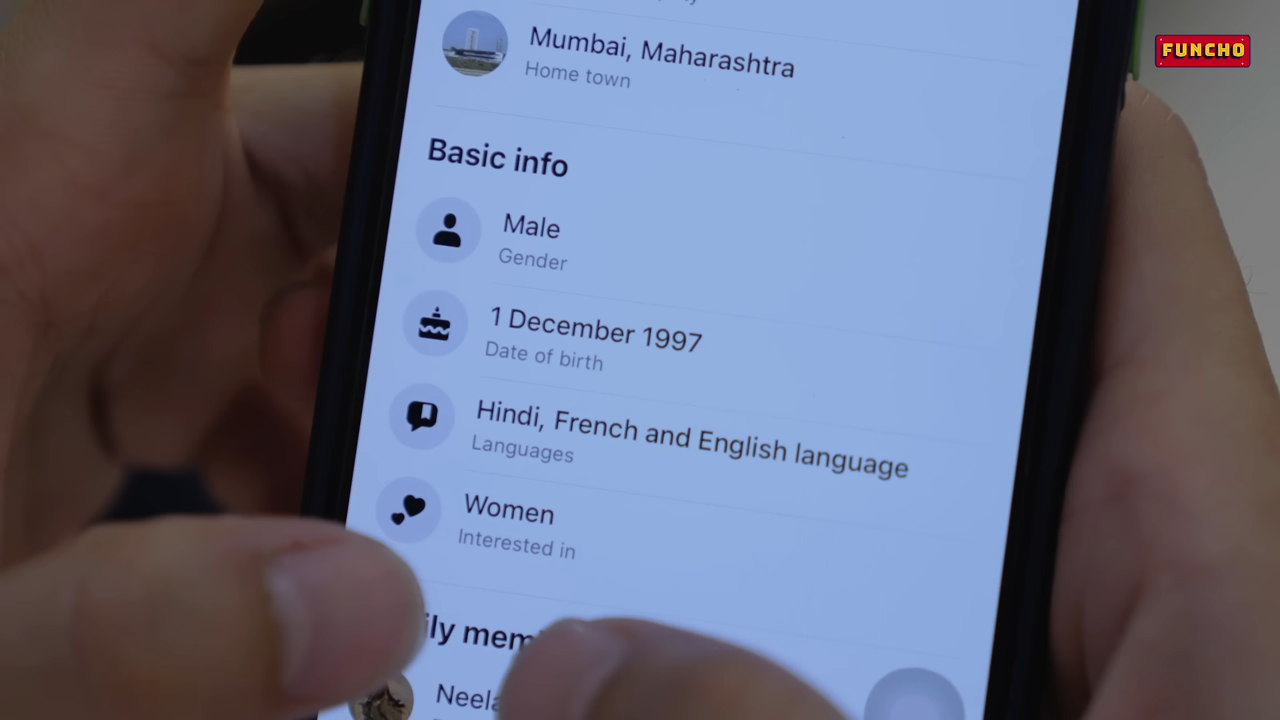 FUNCHO
Mumbai, Maharashtra
Home town
Basic info
Male
Gender
1 December 1997
Date of birth
Hindi, French and English language
Languages
Women
Interested in